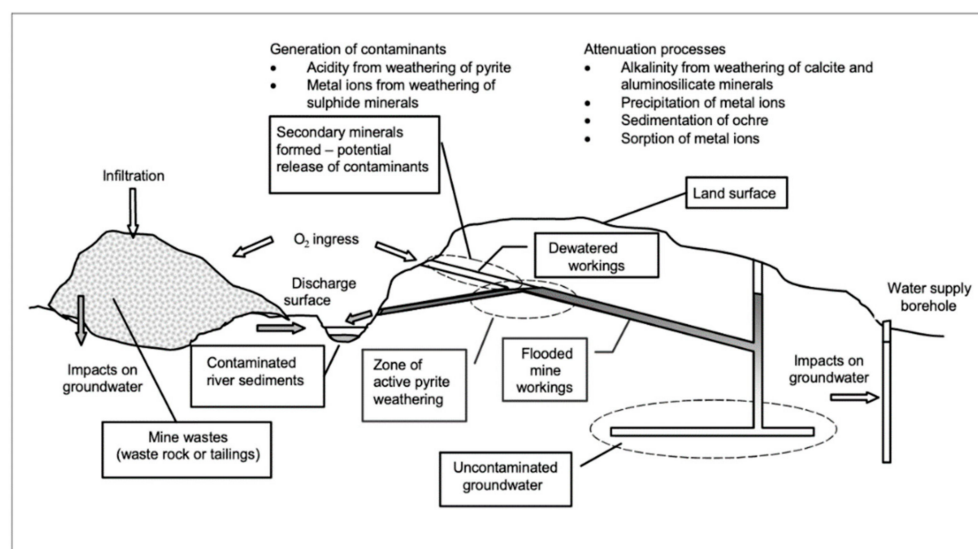 Generation of contaminants
• Acidity from weathering of pyrite
• Metal ions from weathering of
sulphide minerals
Attenuation processes
• Alkalinity from weathering of calcite and
aluminosilicate minerals
• Precipitation of metal ions
• Sedimentation of ochre
• Sorption of metal ions
Secondary minerals
formed – potential
release of contaminants
Infiltration
Land surface
O₂ ingress
Dewatered
workings
Discharge
surface
Water supply
borehole
Impacts on
groundwater
Contaminated
river sediments
Zone of
active pyrite
weathering
Flooded
mine
workings
Impacts on
groundwater
Mine wastes
(waste rock or tailings)
Uncontaminated
groundwater